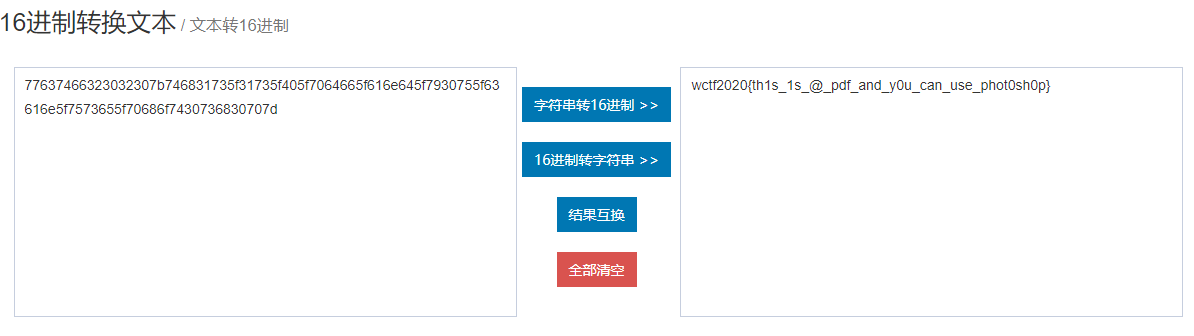 16进制转换文本 / 文本转16进制
77637466323032307b746831735f31735f405f7064665f616e645f7930755f63
616e5f7573655f70686f7430736830707d
字符串转16进制 >>
16进制转字符串 >>
结果互换
全部清空
wctf2020{th1s_1s_@_pdf_and_y0u_can_use_phot0sh0p}